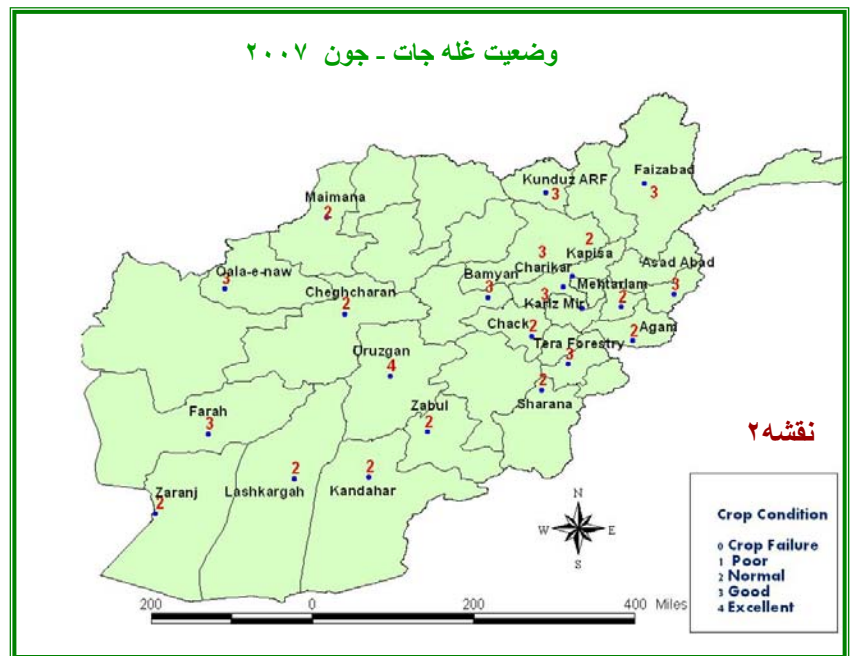 وضعیت غله جات - جون ۲۰۰۷
Faizabad
3
Kunduz ARF
3
Maimana
2
2
Kapisa
3
Asad Abad
3
Qala-e-naw
3
Bamyan
3
Charikar
Mehtarlam
2
Cheghcharan
2
Kariz Mir
3
Chack
2
Agam
2
Tera Forestry
3
Oruzgan
4
2
Sharana
Zabul
2
Farah
3
نقشه۲
2
Lashkargah
2
Kandahar
Zaranj
2
N
W E
S
Crop Condition
0 Crop Failure
1 Poor
2 Normal
3 Good
4 Excellent
200 0 200 400 Miles